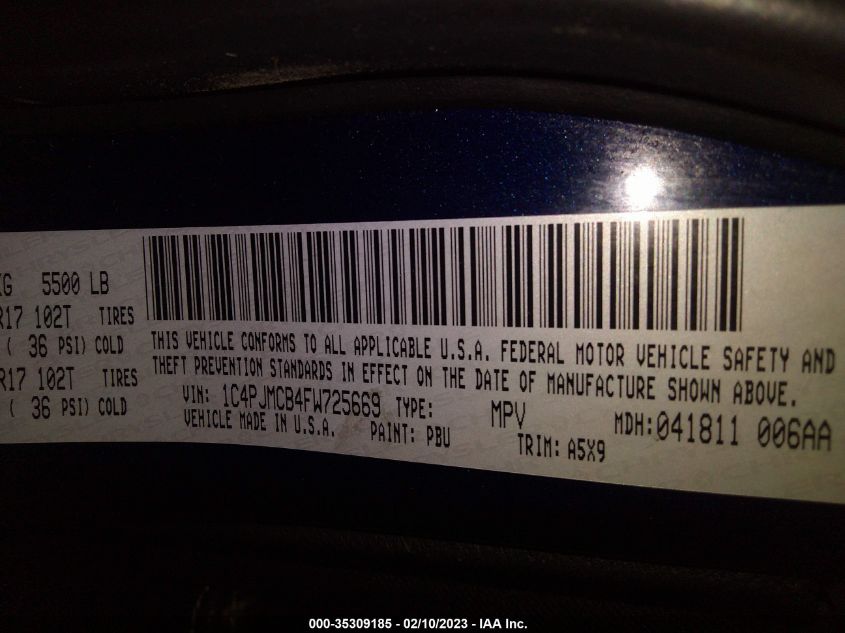 KG 5500 LB
R17 102T TIRES
( 36 PSI) COLD
R17 102T TIRES
( 36 PSI) COLD
THIS VEHICLE CONFORMS TO ALL APPLICABLE U.S.A. FEDERAL MOTOR VEHICLE SAFETY AND
THEFT PREVENTION STANDARDS IN EFFECT ON THE DATE OF MANUFACTURE SHOWN ABOVE.
VIN: 1C4PJMCB4FW725669 TYPE: MPV MDH:041811 006AA
VEHICLE MADE IN U.S.A. PAINT: PBU TRIM: A5X9
000-35309185 - 02/10/2023 - IAA Inc.